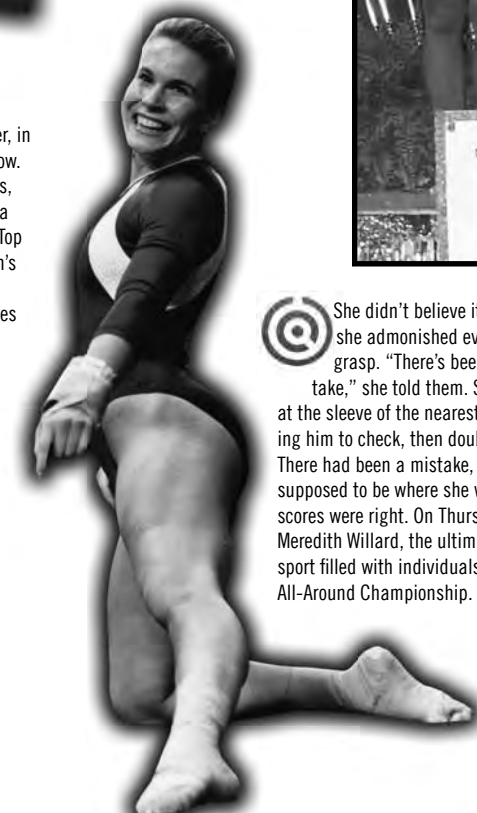 er, in
ow.
s,
a
Top
n's
es
She didn't believe it
she admonished ev
grasp. "There's bee
take," she told them. S
at the sleeve of the nearest
ing him to check, then doubl
There had been a mistake,
supposed to be where she w
scores were right. On Thurs
Meredith Willard, the ultim
sport filled with individuals
All-Around Championship.